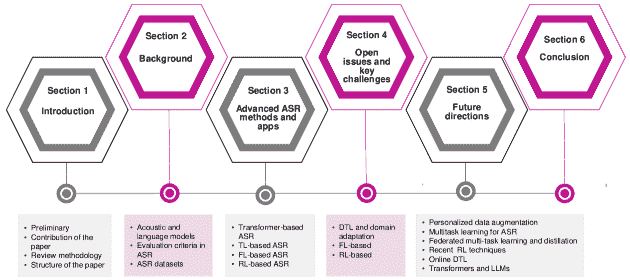 Section 1
Introduction
Section 2
Background
Section 3
Advanced ASR
methods and
apps
Section 4
Open
issues and
key
challenges
Section 5
Future
directions
Section 6
Conclusion
• Preliminary
• Contribution of the
paper
• Review methodology
• Structure of the paper
• Acoustic and
language models
• Evaluation criteria in
ASR
• ASR datasets
• Transformer-based
ASR
• TL-based ASR
• FL-based ASR
• RL-based ASR
• DTL and domain
adaptation
• FL-based
• RL-based
• Personalized data augmentation
• Multitask learning for ASR
• Federated multi-task learning and distillation
• Recent RL techniques
• Online DTL
• Transformers and LLMs